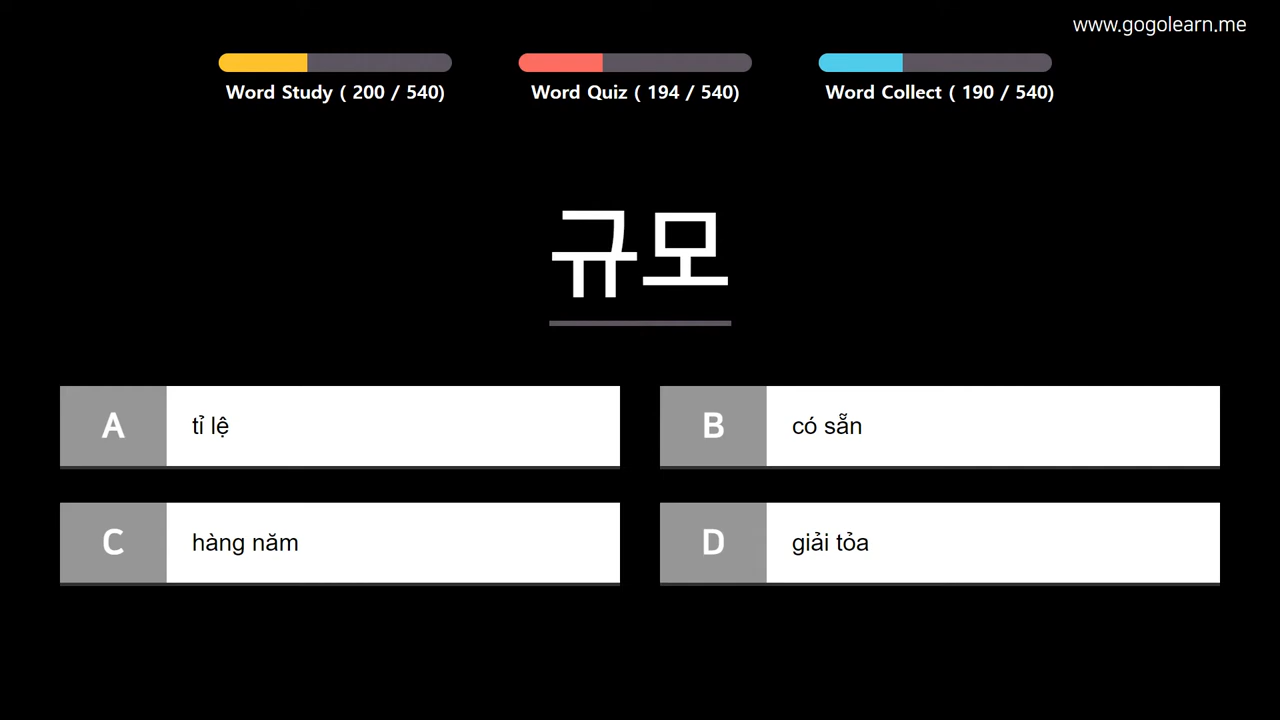 www.gogolearn.me
Word Study ( 200 / 540)
Word Quiz ( 194 / 540)
Word Collect ( 190 / 540)
규모
A tỉ lệ
B có sẵn
C hàng năm
D giải tỏa